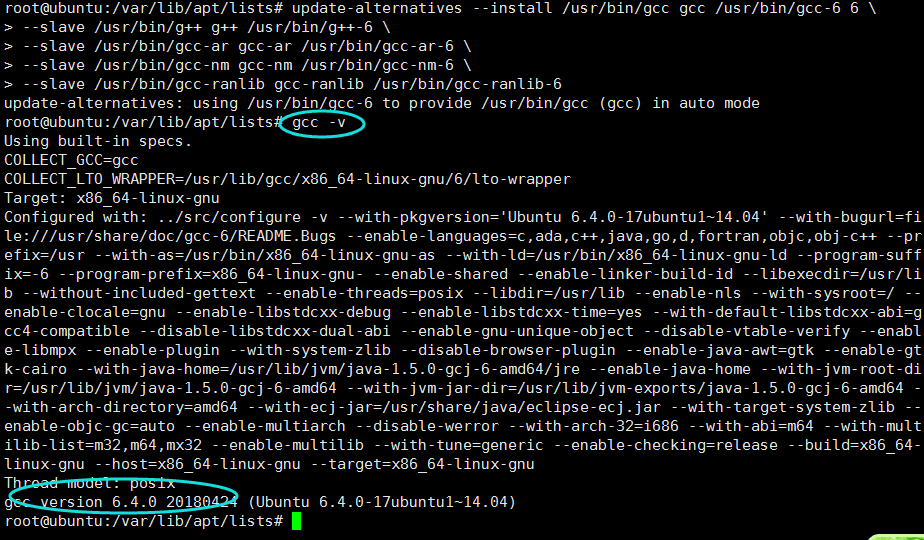 root@ubuntu:/var/lib/apt/lists# update-alternatives --install /usr/bin/gcc gcc /usr/bin/gcc-6 6 \
> --slave /usr/bin/g++ g++ /usr/bin/g++-6 \
> --slave /usr/bin/gcc-ar gcc-ar /usr/bin/gcc-ar-6 \
> --slave /usr/bin/gcc-nm gcc-nm /usr/bin/gcc-nm-6 \
> --slave /usr/bin/gcc-ranlib gcc-ranlib /usr/bin/gcc-ranlib-6
update-alternatives: using /usr/bin/gcc-6 to provide /usr/bin/gcc (gcc) in auto mode
root@ubuntu:/var/lib/apt/lists# gcc -v
Using built-in specs.
COLLECT_GCC=gcc
COLLECT_LTO_WRAPPER=/usr/lib/gcc/x86_64-linux-gnu/6/lto-wrapper
Target: x86_64-linux-gnu
Configured with: ../src/configure -v --with-pkgversion='Ubuntu 6.4.0-17ubuntu1~14.04' --with-bugurl=fi
le:///usr/share/doc/gcc-6/README.Bugs --enable-languages=c,ada,c++,java,go,d,fortran,objc,obj-c++ --pr
efix=/usr --with-as=/usr/bin/x86_64-linux-gnu-as --with-ld=/usr/bin/x86_64-linux-gnu-ld --program-suff
ix=-6 --program-prefix=x86_64-linux-gnu- --enable-shared --enable-linker-build-id --libexecdir=/usr/li
b --without-included-gettext --enable-threads=posix --libdir=/usr/lib --enable-nls --with-sysroot=/ --
enable-clocale=gnu --enable-libstdcxx-debug --enable-libstdcxx-time=yes --with-default-libstdcxx-abi=g
cc4-compatible --disable-libstdcxx-dual-abi --enable-gnu-unique-object --disable-vtable-verify --enabl
e-libmpx --enable-plugin --with-system-zlib --disable-browser-plugin --enable-java-awt=gtk --enable-gt
k-cairo --with-java-home=/usr/lib/jvm/java-1.5.0-gcj-6-amd64/jre --enable-java-home --with-jvm-root-di
r=/usr/lib/jvm/java-1.5.0-gcj-6-amd64 --with-jvm-jar-dir=/usr/lib/jvm-exports/java-1.5.0-gcj-6-amd64 -
-with-arch-directory=amd64 --with-ecj-jar=/usr/share/java/eclipse-ecj.jar --with-target-system-zlib --
enable-objc-gc=auto --enable-multiarch --disable-werror --with-arch-32=i686 --with-abi=m64 --with-mult
ilib-list=m32,m64,mx32 --enable-multilib --with-tune=generic --enable-checking=release --build=x86_64-
linux-gnu --host=x86_64-linux-gnu --target=x86_64-linux-gnu
Thread model: posix
gcc version 6.4.0 20180424 (Ubuntu 6.4.0-17ubuntu1~14.04)
root@ubuntu:/var/lib/apt/lists#